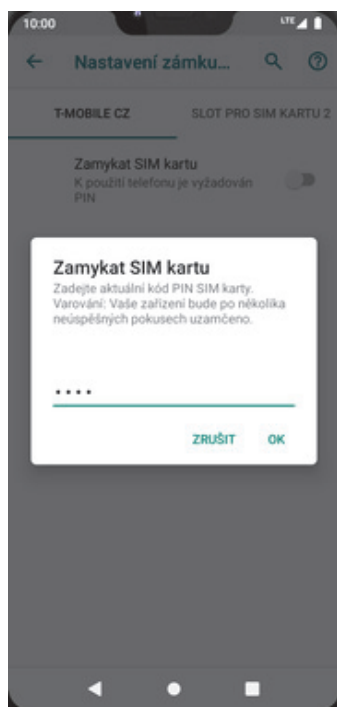 10:00 LTE
Nastavení zámku...
T-MOBILE CZ SLOT PRO SIM KARTU 2
Zamykat SIM kartu
K použití telefonu je vyžadován
PIN
Zamykat SIM kartu
Zadejte aktuální kód PIN SIM karty.
Varování: Vaše zařízení bude po několika
neúspěšných pokusech uzamčeno.
····
ZRUŠIT OK